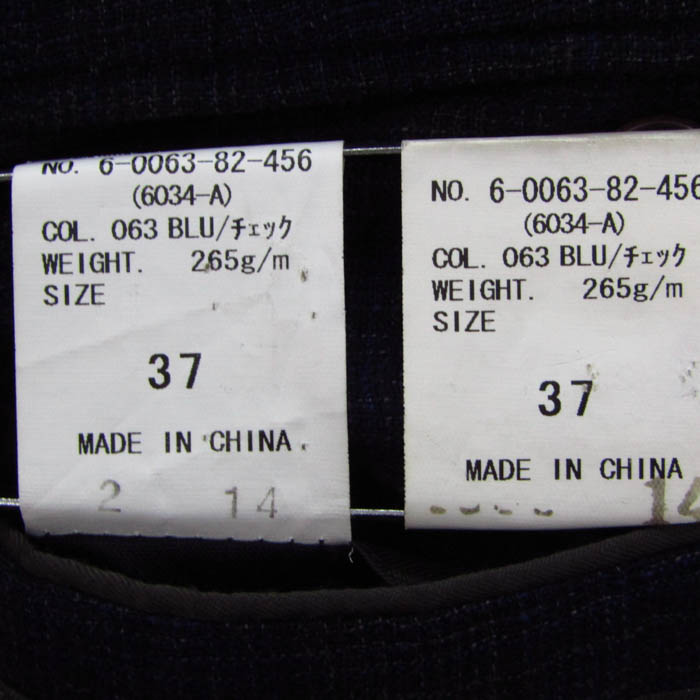 NO. 6-0063-82-456
(6034-A)
COL. 063 BLU/チェック
WEIGHT. 265g/m
SIZE
37
MADE IN CHINA.
2 14
NO. 6-0063-82-456
(6034-A)
COL. 063 BLU/チェック
WEIGHT. 265g/m
SIZE
37
MADE IN CHINA
14